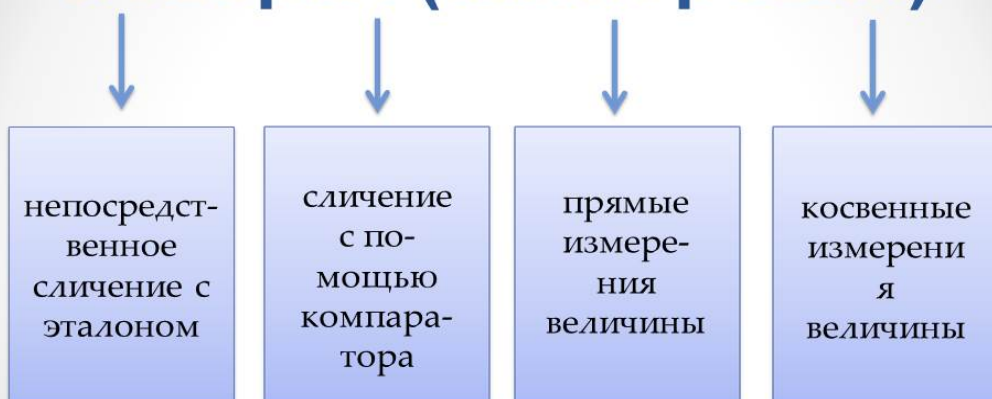 непосредст-
венное
сличение с
эталоном
сличение
с по-
мощью
компара-
тора
прямые
измере-
ния
величины
косвенные
измерени
я
величины